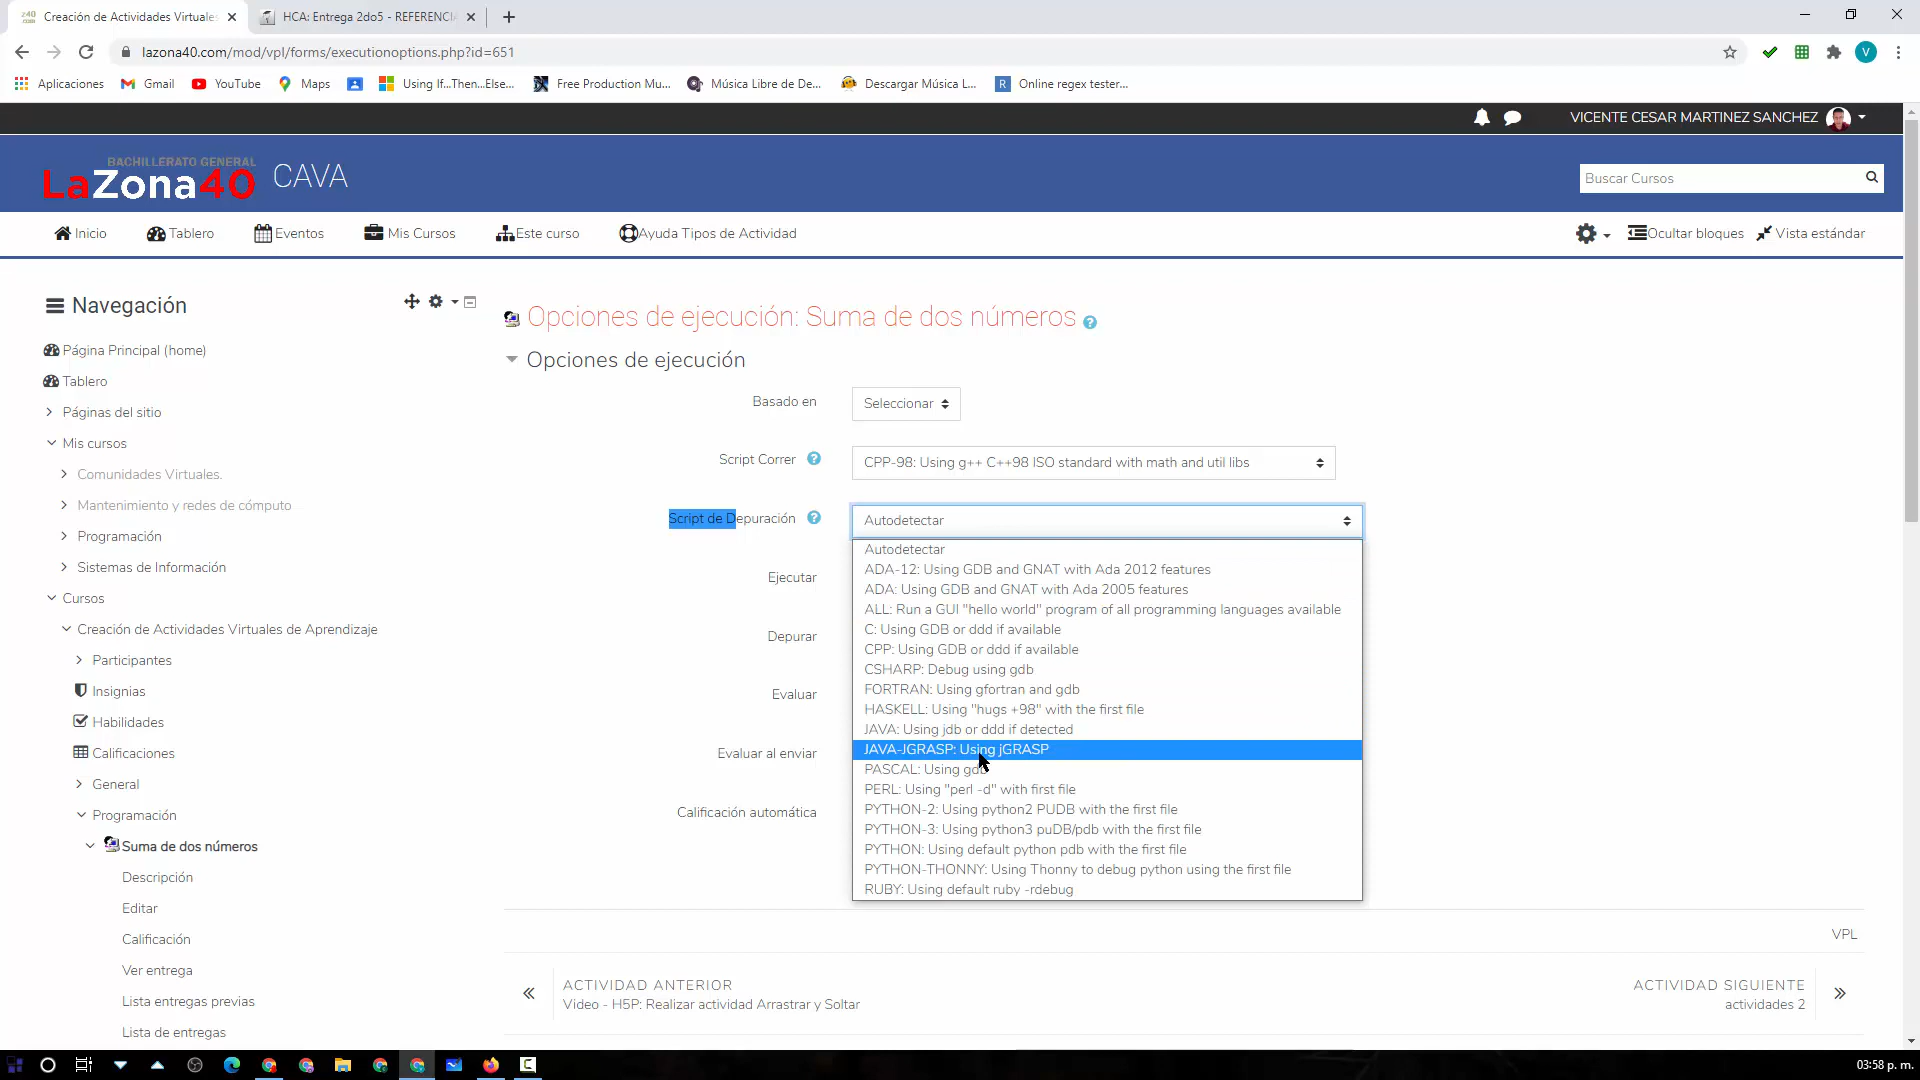 Creación de Actividades Virtuales
HCA: Entrega 2do5 - REFERENCI
lazona40.com/mod/vpl/forms/executionoptions.php?id=651
V
Aplicaciones
Gmail
YouTube
Maps
Using If...Then...Else...
Free Production Mu...
Música Libre de De...
Descargar Música L...
R
Online regex tester...
VICENTE CESAR MARTINEZ SANCHEZ
BACHILLERATO GENERAL
LaZona40
CAVA
Buscar Cursos
Inicio
Tablero
Eventos
Mis Cursos
Este curso
Ayuda Tipos de Actividad
Ocultar bloques
Vista estándar
Navegación
Página Principal (home)
Tablero
Páginas del sitio
Mis cursos
Comunidades Virtuales.
Mantenimiento y redes de cómputo
Programación
Sistemas de Información
Cursos
Creación de Actividades Virtuales de Aprendizaje
Participantes
Insignias
Habilidades
Calificaciones
General
Programación
Suma de dos números
Descripción
Editar
Calificación
Ver entrega
Lista entregas previas
Lista de entregas
Opciones de ejecución: Suma de dos números
Opciones de ejecución
Basado en
Seleccionar
Script Correr
CPP-98: Using g++ C++98 ISO standard with math and util libs
Script de Depuración
Autodetectar
Ejecutar
Depurar
Evaluar
Evaluar al enviar
Calificación automática
Autodetectar
ADA-12: Using GDB and GNAT with Ada 2012 features
ADA: Using GDB and GNAT with Ada 2005 features
ALL: Run a GUI "hello world" program of all programming languages available
C: Using GDB or ddd if available
CPP: Using GDB or ddd if available
CSHARP: Debug using gdb
FORTRAN: Using gfortran and gdb
HASKELL: Using "hugs +98" with the first file
JAVA: Using jdb or ddd if detected
JAVA-JGRASP: Using jGRASP
PASCAL: Using gdb
PERL: Using "perl -d" with first file
PYTHON-2: Using python2 PUDB with the first file
PYTHON-3: Using python3 puDB/pdb with the first file
PYTHON: Using default python pdb with the first file
PYTHON-THONNY: Using Thonny to debug python using the first file
RUBY: Using default ruby -rdebug
VPL
ACTIVIDAD ANTERIOR
Video - H5P: Realizar actividad Arrastrar y Soltar
ACTIVIDAD SIGUIENTE
actividades 2
03:58 p. m.